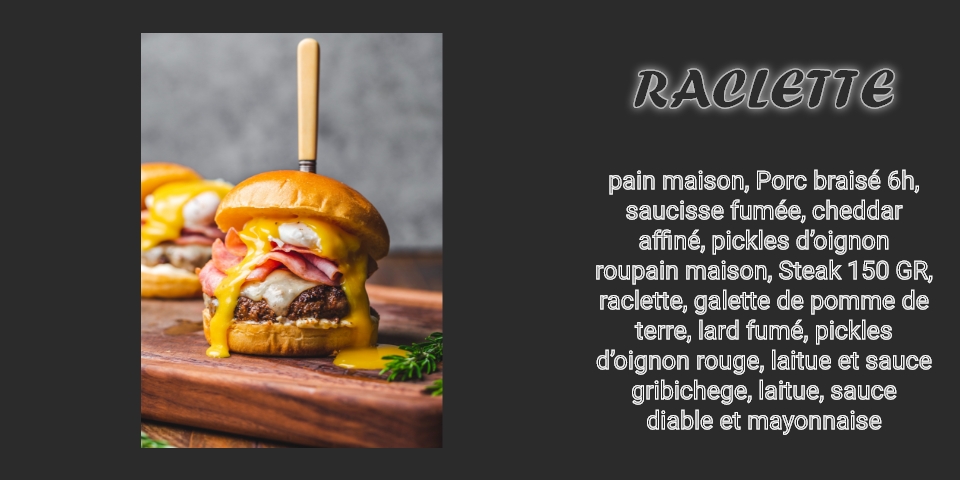 RACLETTE
pain maison, Porc braisé 6h,
saucisse fumée, cheddar
affiné, pickles d’oignon
roupain maison, Steak 150 GR,
raclette, galette de pomme de
terre, lard fumé, pickles
d’oignon rouge, laitue et sauce
gribichege, laitue, sauce
diable et mayonnaise